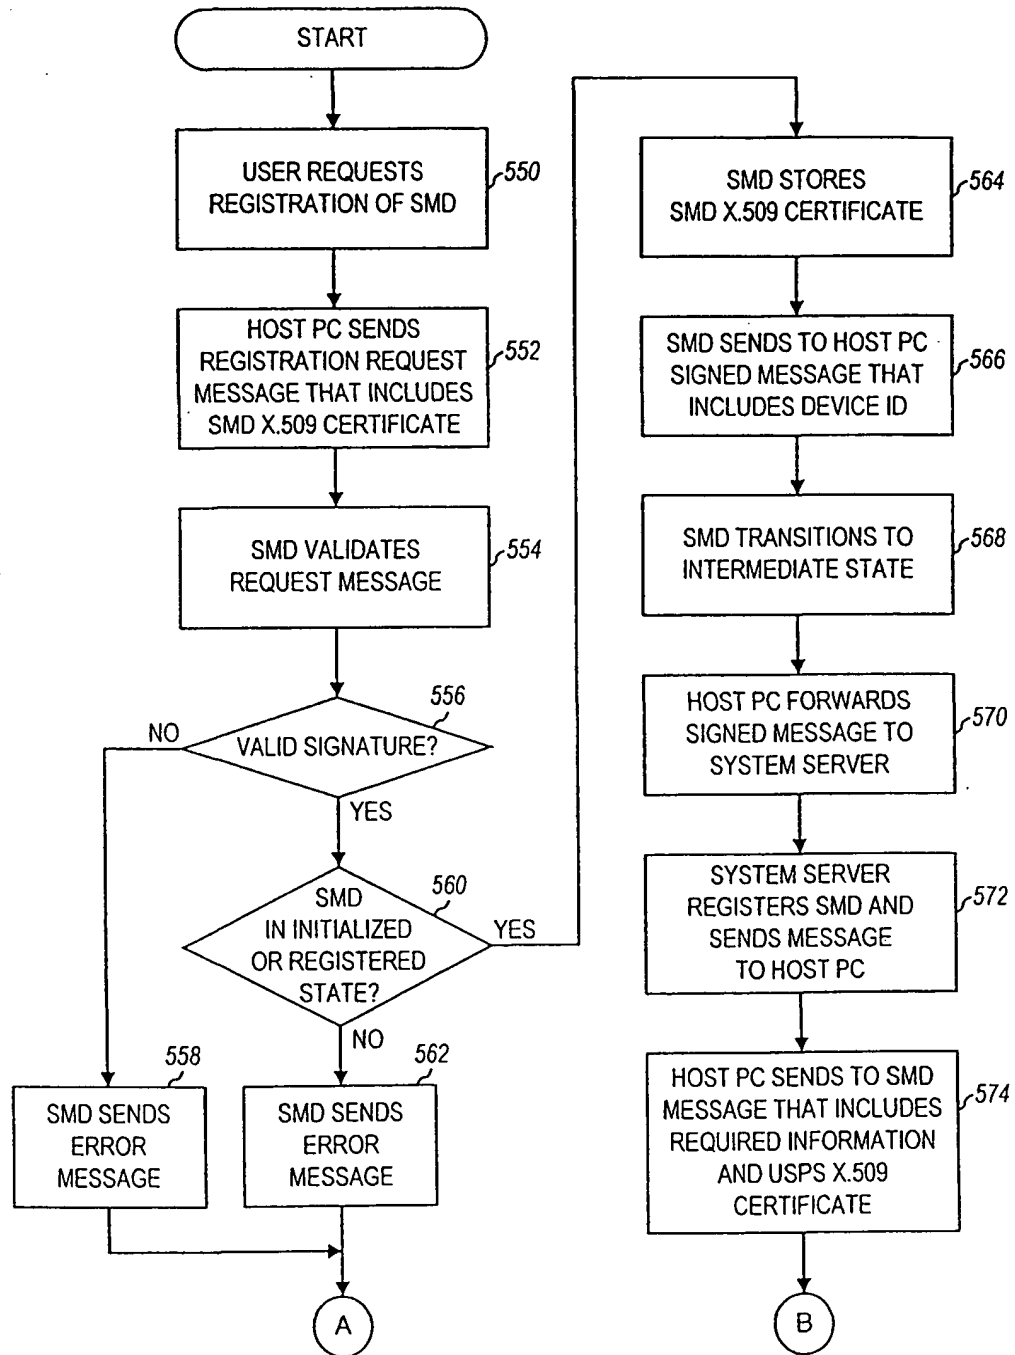 START
USER REQUESTS
REGISTRATION OF SMD
550
HOST PC SENDS
REGISTRATION REQUEST
MESSAGE THAT INCLUDES
SMD X.509 CERTIFICATE
552
SMD VALIDATES
REQUEST MESSAGE
554
VALID SIGNATURE?
556
NO
YES
SMD
IN INITIALIZED
OR REGISTERED
STATE?
560
YES
NO
SMD SENDS
ERROR
MESSAGE
558
SMD SENDS
ERROR
MESSAGE
562
A
SMD STORES
SMD X.509 CERTIFICATE
564
SMD SENDS TO HOST PC
SIGNED MESSAGE THAT
INCLUDES DEVICE ID
566
SMD TRANSITIONS TO
INTERMEDIATE STATE
568
HOST PC FORWARDS
SIGNED MESSAGE TO
SYSTEM SERVER
570
SYSTEM SERVER
REGISTERS SMD AND
SENDS MESSAGE
TO HOST PC
572
HOST PC SENDS TO SMD
MESSAGE THAT INCLUDES
REQUIRED INFORMATION
AND USPS X.509
CERTIFICATE
574
B